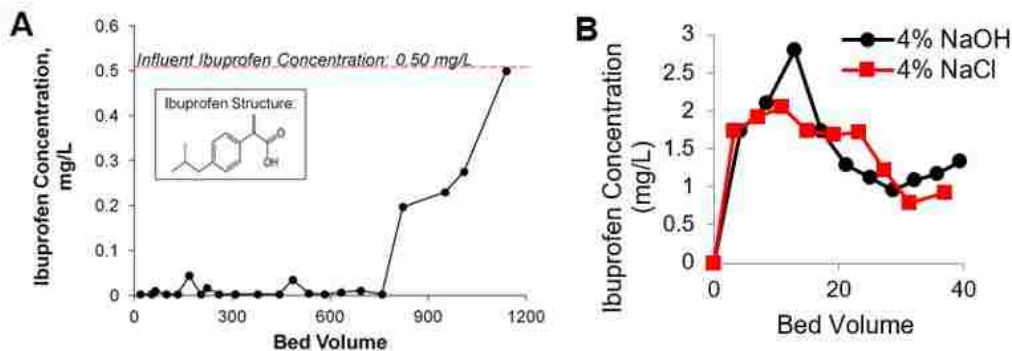 A
Ibuprofen Concentration, mg/L
0.6
0.5
0.4
0.3
0.2
0.1
0
Influent Ibuprofen Concentration: 0.50 mg/L
Ibuprofen Structure:
O
OH
0
300
600
900
1200
Bed Volume
B
Ibuprofen Concentration
(mg/L)
3
2.5
2
1.5
1
0.5
0
4% NaOH
4% NaCl
0
20
40
Bed Volume